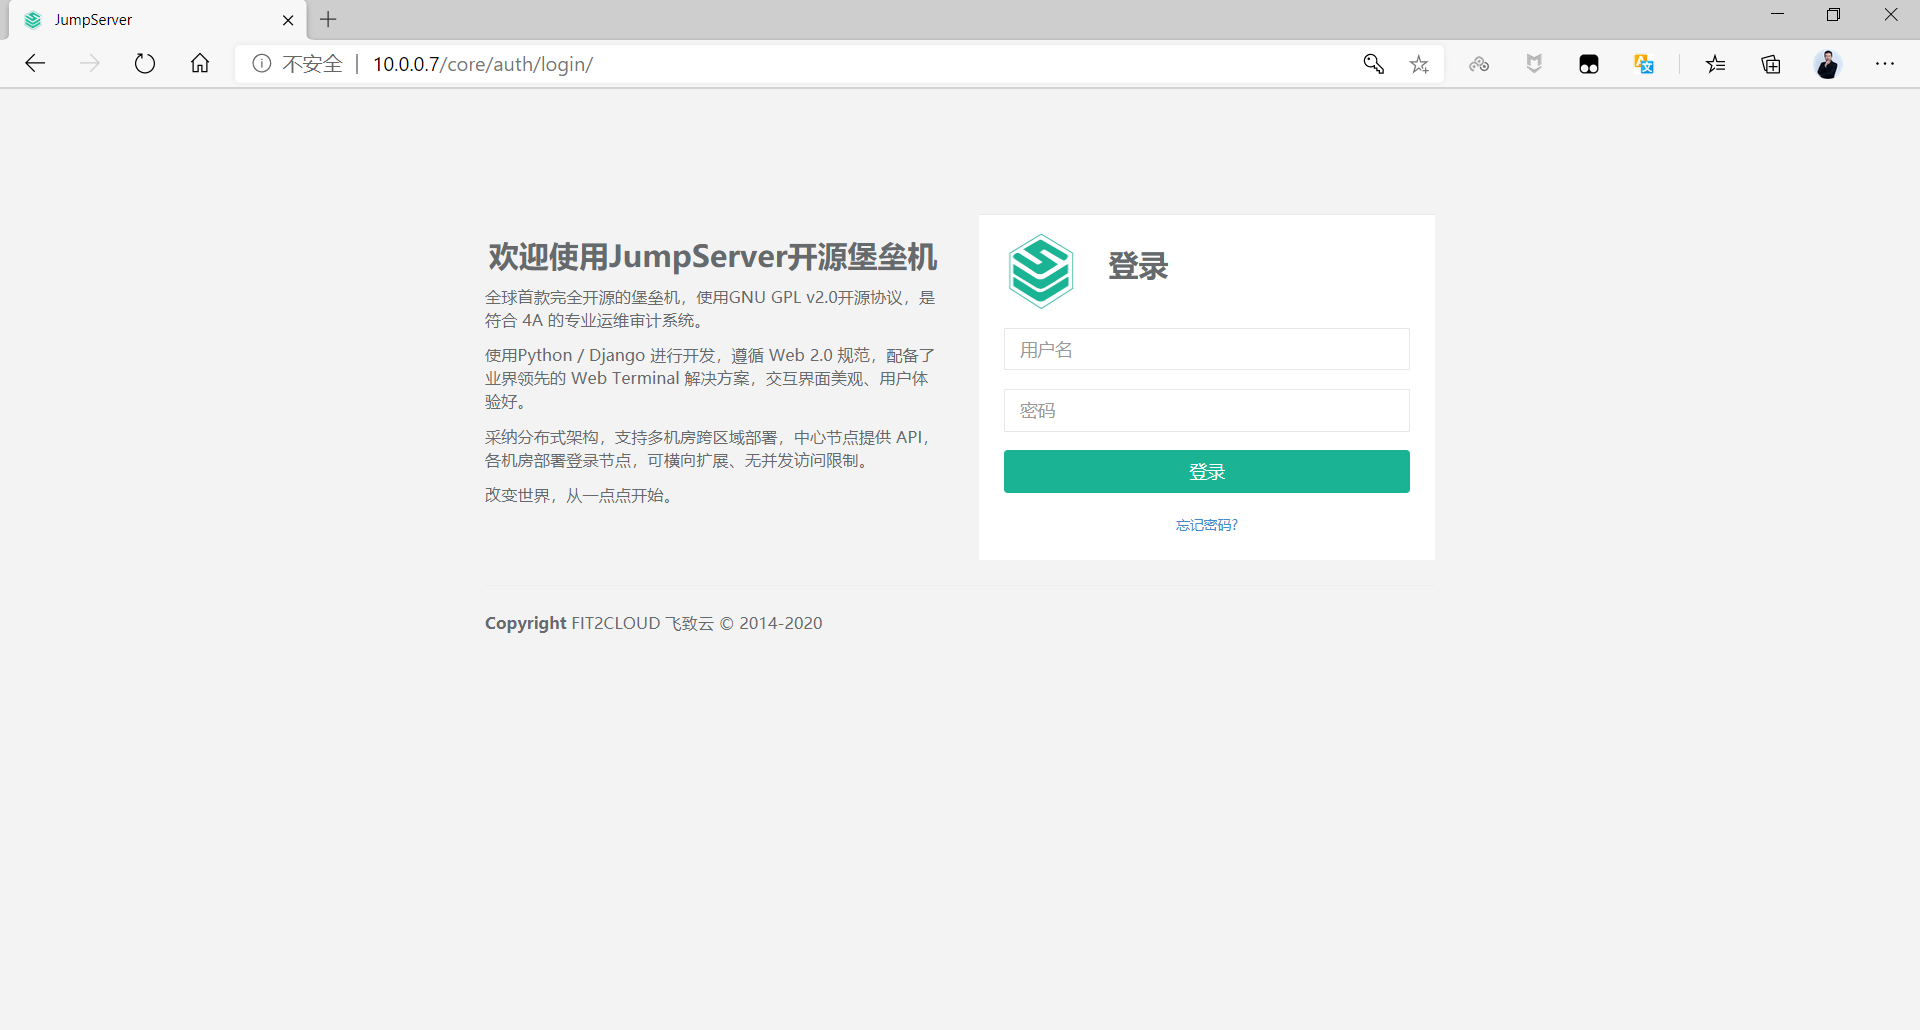 JumpServer
不安全 | 10.0.0.7/core/auth/login/
欢迎使用JumpServer开源堡垒机
全球首款完全开源的堡垒机，使用GNU GPL v2.0开源协议，是
符合 4A 的专业运维审计系统。
使用Python / Django 进行开发，遵循 Web 2.0 规范，配备了
业界领先的 Web Terminal 解决方案，交互界面美观、用户体
验好。
采纳分布式架构，支持多机房跨区域部署，中心节点提供 API，
各机房部署登录节点，可横向扩展、无并发访问限制。
改变世界，从一点点开始。
登录
用户名
密码
登录
忘记密码?
Copyright FIT2CLOUD 飞致云 © 2014-2020